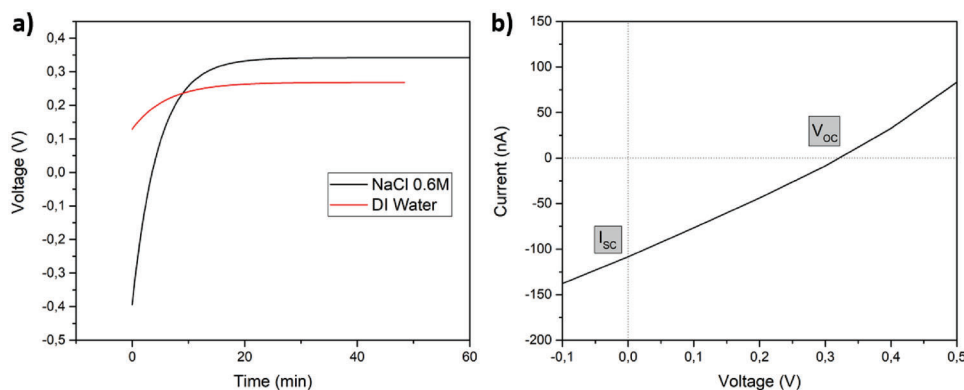 a)
0,4
0,3
0,2
0,1
0,0
-0,1
-0,2
-0,3
-0,4
-0,5
Voltage (V)
NaCl 0.6M
DI Water
0
20
40
60
Time (min)
b)
150
100
50
0
-50
-100
-150
-200
Current (nA)
V_OC
I_SC
-0,1
0,0
0,1
0,2
0,3
0,4
0,5
Voltage (V)